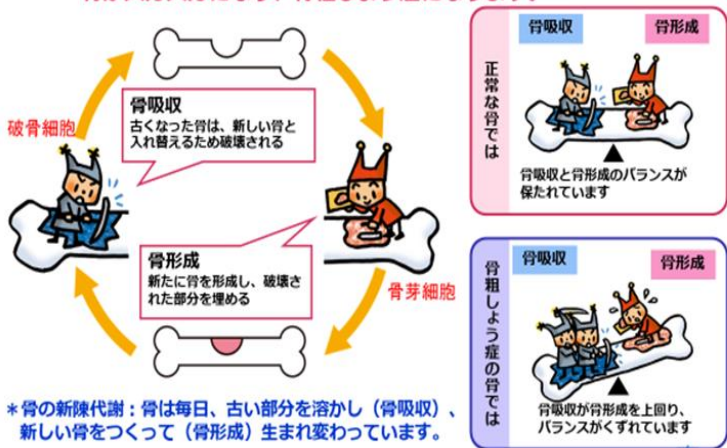 骨吸収
古くなった骨は、新しい骨と
入れ替えるため破壊される
破骨細胞
骨形成
新たに骨を形成し、破壊さ
れた部分を埋める
骨芽細胞
*骨の新陳代謝:骨は毎日、古い部分を溶かし(骨吸収)、
新しい骨をつくって(骨形成)生まれ変わっています。
正常な骨では
骨吸収
骨形成
骨吸収と骨形成のバランスが
保たれています
骨粗しょう症の骨では
骨吸収
骨形成
骨吸収が骨形成を上回り、
バランスがくずれています